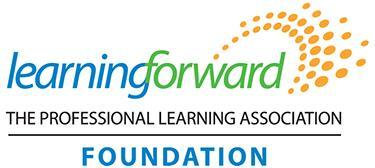 learningforward
THE PROFESSIONAL LEARNING ASSOCIATION
FOUNDATION